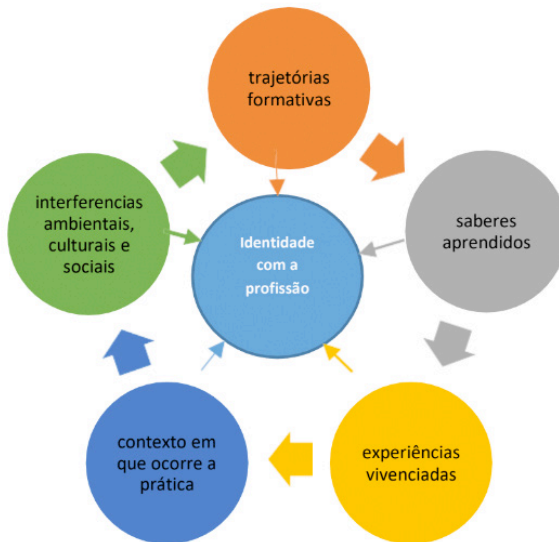 trajetórias
formativas
saberes
aprendidos
experiências
vivenciadas
contexto em
que ocorre a
prática
interferencias
ambientais,
culturais e
sociais
Identidade
com a
profissão